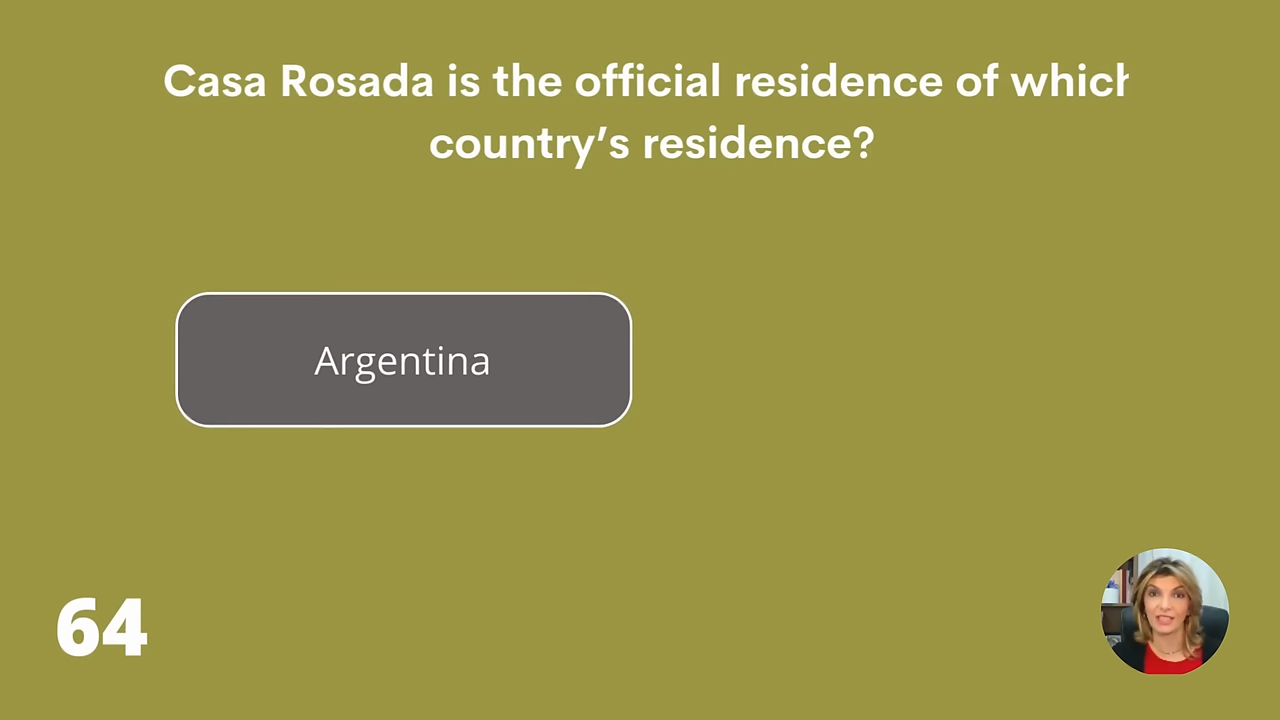 Casa Rosada is the official residence of which
country’s residence?
Argentina
64